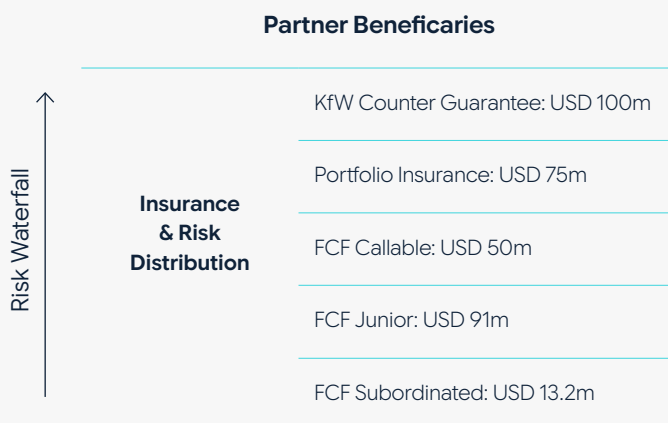 Partner Beneficaries
Risk Waterfall
Insurance
& Risk
Distribution
KfW Counter Guarantee: USD 100m
Portfolio Insurance: USD 75m
FCF Callable: USD 50m
FCF Junior: USD 91m
FCF Subordinated: USD 13.2m